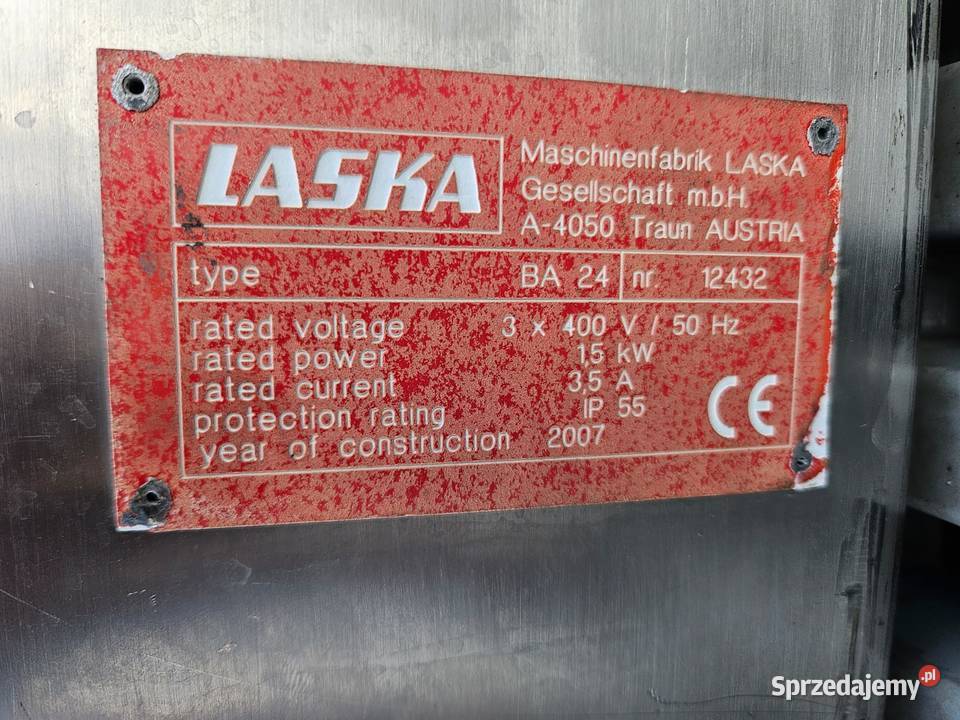 LASKA
Maschinenfabrik LASKA
Gesellschaft m.b.H.
A-4050 Traun AUSTRIA
type BA 24 nr. 12432
rated voltage 3 x 400 V / 50 Hz
rated power 1,5 kW
rated current 3,5 A
protection rating IP 55
year of construction 2007
CE
Sprzedajemy.pl